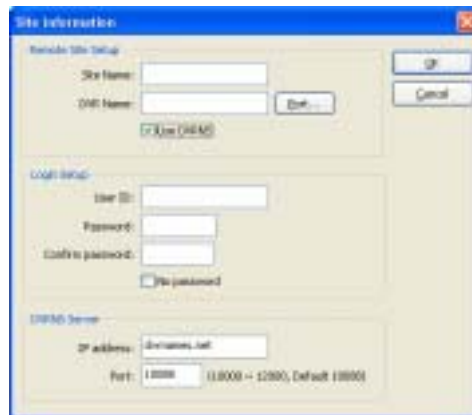 Site Information
Remote Site Setup
Site Name:
DVR Name:
Port...
Use DVRNS
OK
Cancel
Login Setup
User ID:
Password:
Confirm password:
No password
DVRNS Server
IP address:
dvrnames.net
Port:
10088
(10000 ~ 12000, Default 10088)